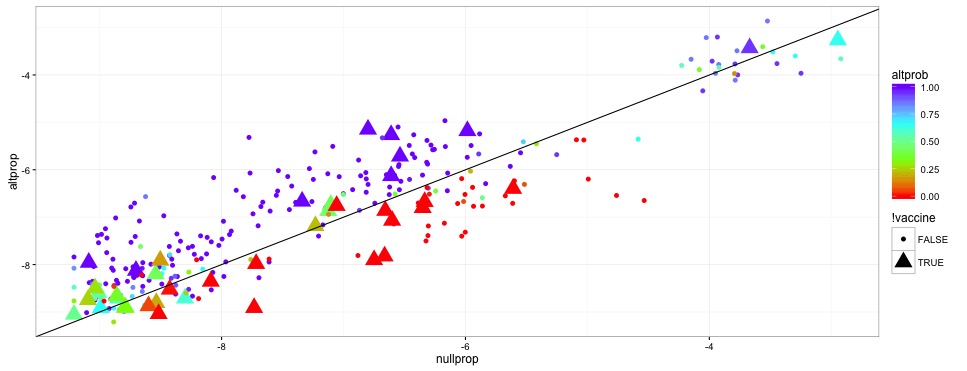 altprop
-4
-6
-8
-8
-6
-4
nullprop
altprob
1.00
0.75
0.50
0.25
0.00
!vaccine
FALSE
TRUE